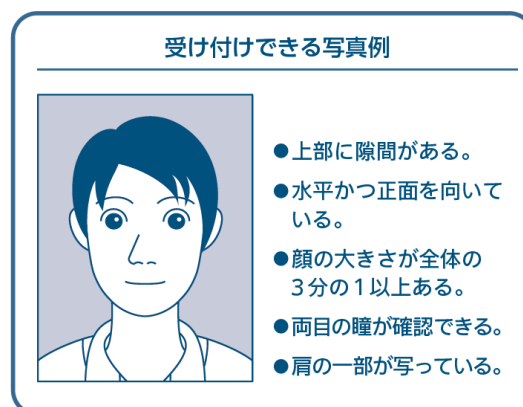 受け付けできる写真例
●上部に隙間がある。
●水平かつ正面を向いて
いる。
●顔の大きさが全体の
3分の1以上ある。
●両目の瞳が確認できる。
●肩の一部が写っている。